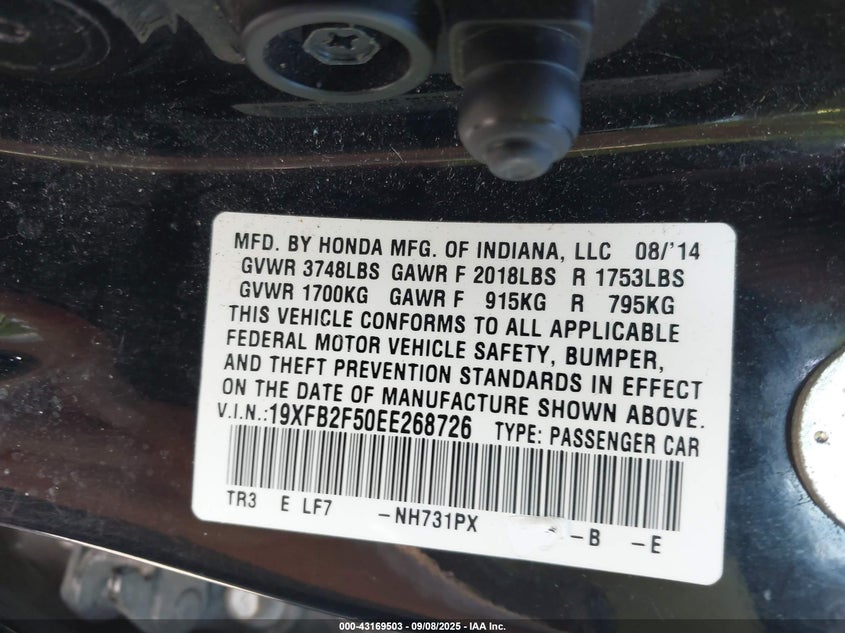 MFD. BY HONDA MFG. OF INDIANA, LLC 08/'14
GVWR 3748LBS GAWR F 2018LBS R 1753LBS
GVWR 1700KG GAWR F 915KG R 795KG
THIS VEHICLE CONFORMS TO ALL APPLICABLE
FEDERAL MOTOR VEHICLE SAFETY, BUMPER,
AND THEFT PREVENTION STANDARDS IN EFFECT
ON THE DATE OF MANUFACTURE SHOWN ABOVE.
V.I.N.:19XFB2F50EE268726 TYPE: PASSENGER CAR
TR3 E LF7 -NH731PX -B -E
000-43169503 - 09/08/2025 - IAA Inc.